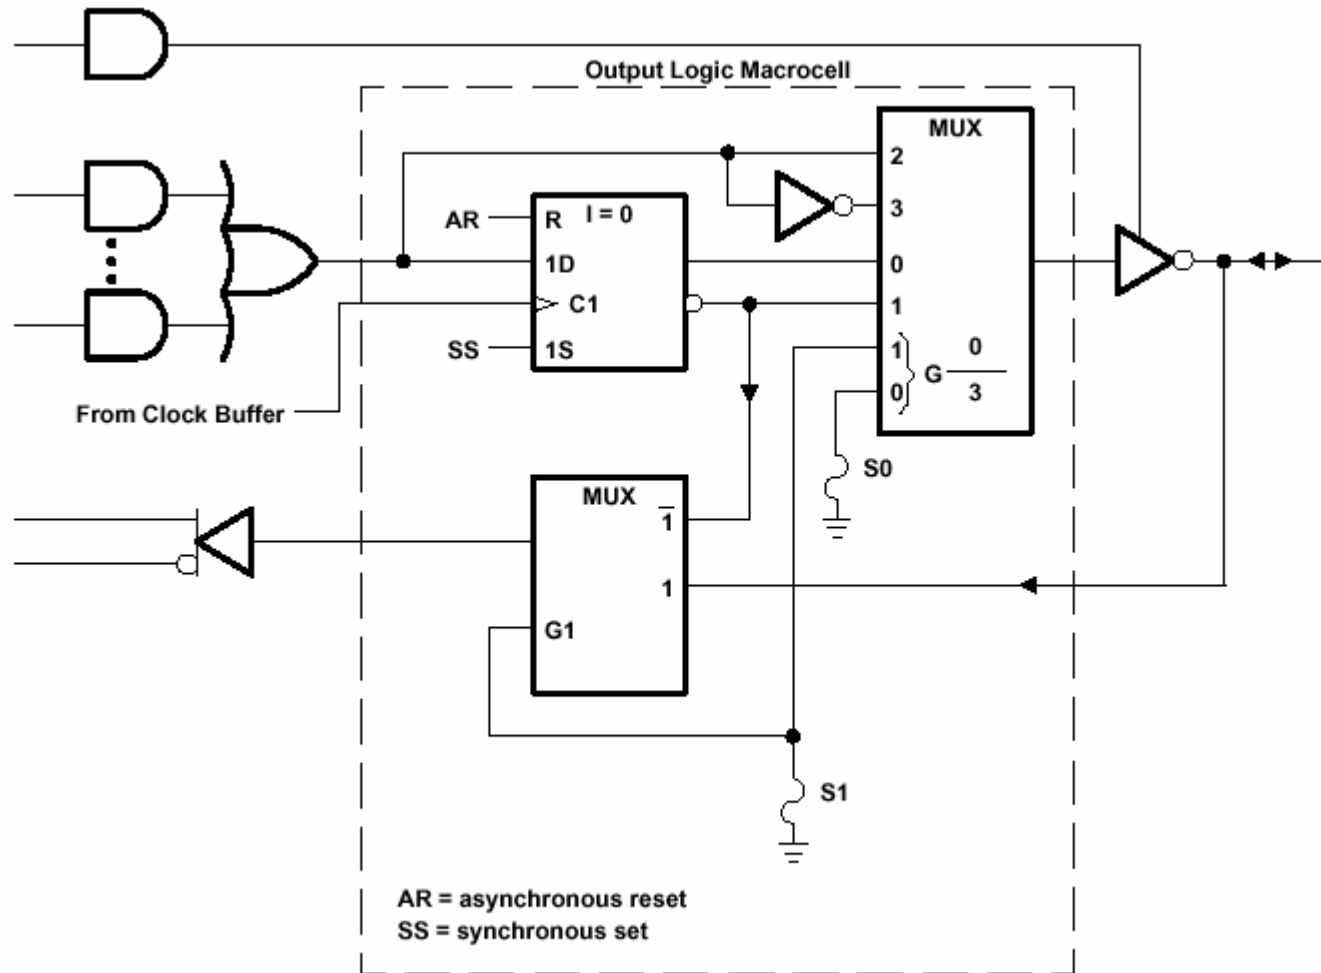 Output Logic Macrocell
MUX
2
3
AR
R
I = 0
1D
0
C1
1
SS
1S
1
0
G
0
3
From Clock Buffer
S0
MUX
1
1
G1
S1
AR = asynchronous reset
SS = synchronous set